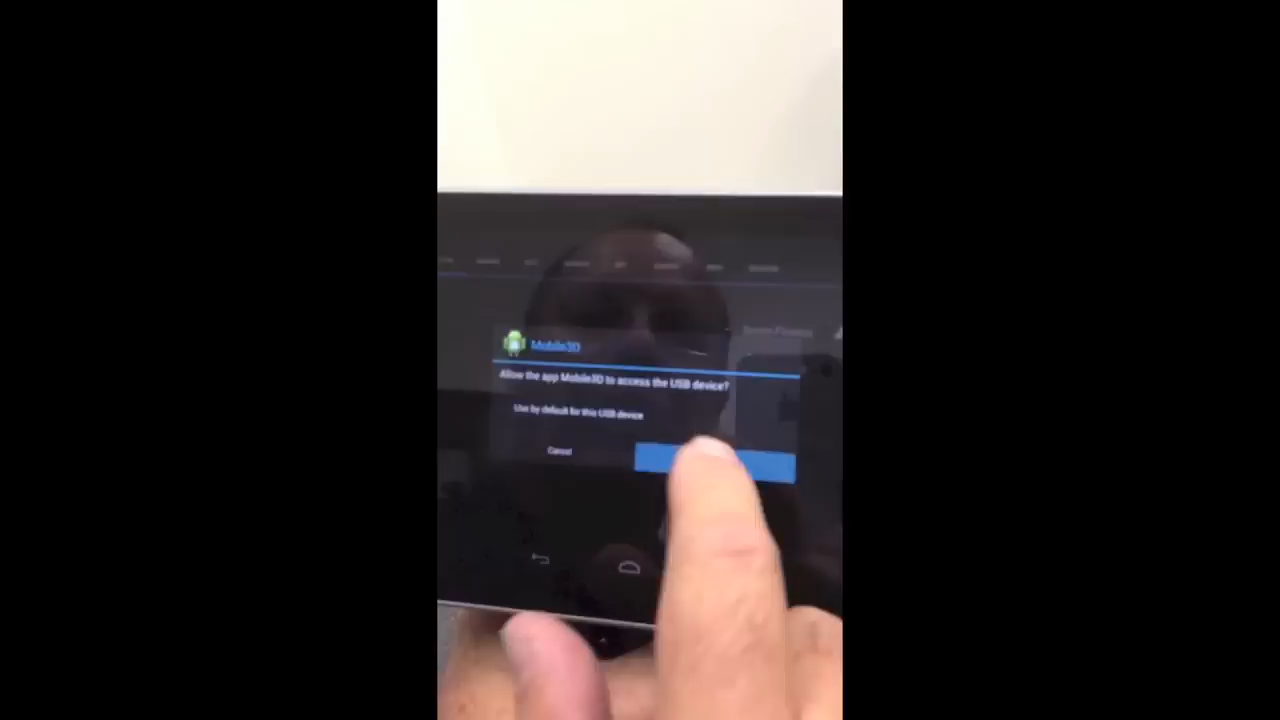 Mobile3D
Allow the app Mobile3D to access the USB device?
Use by default for this USB device
Cancel